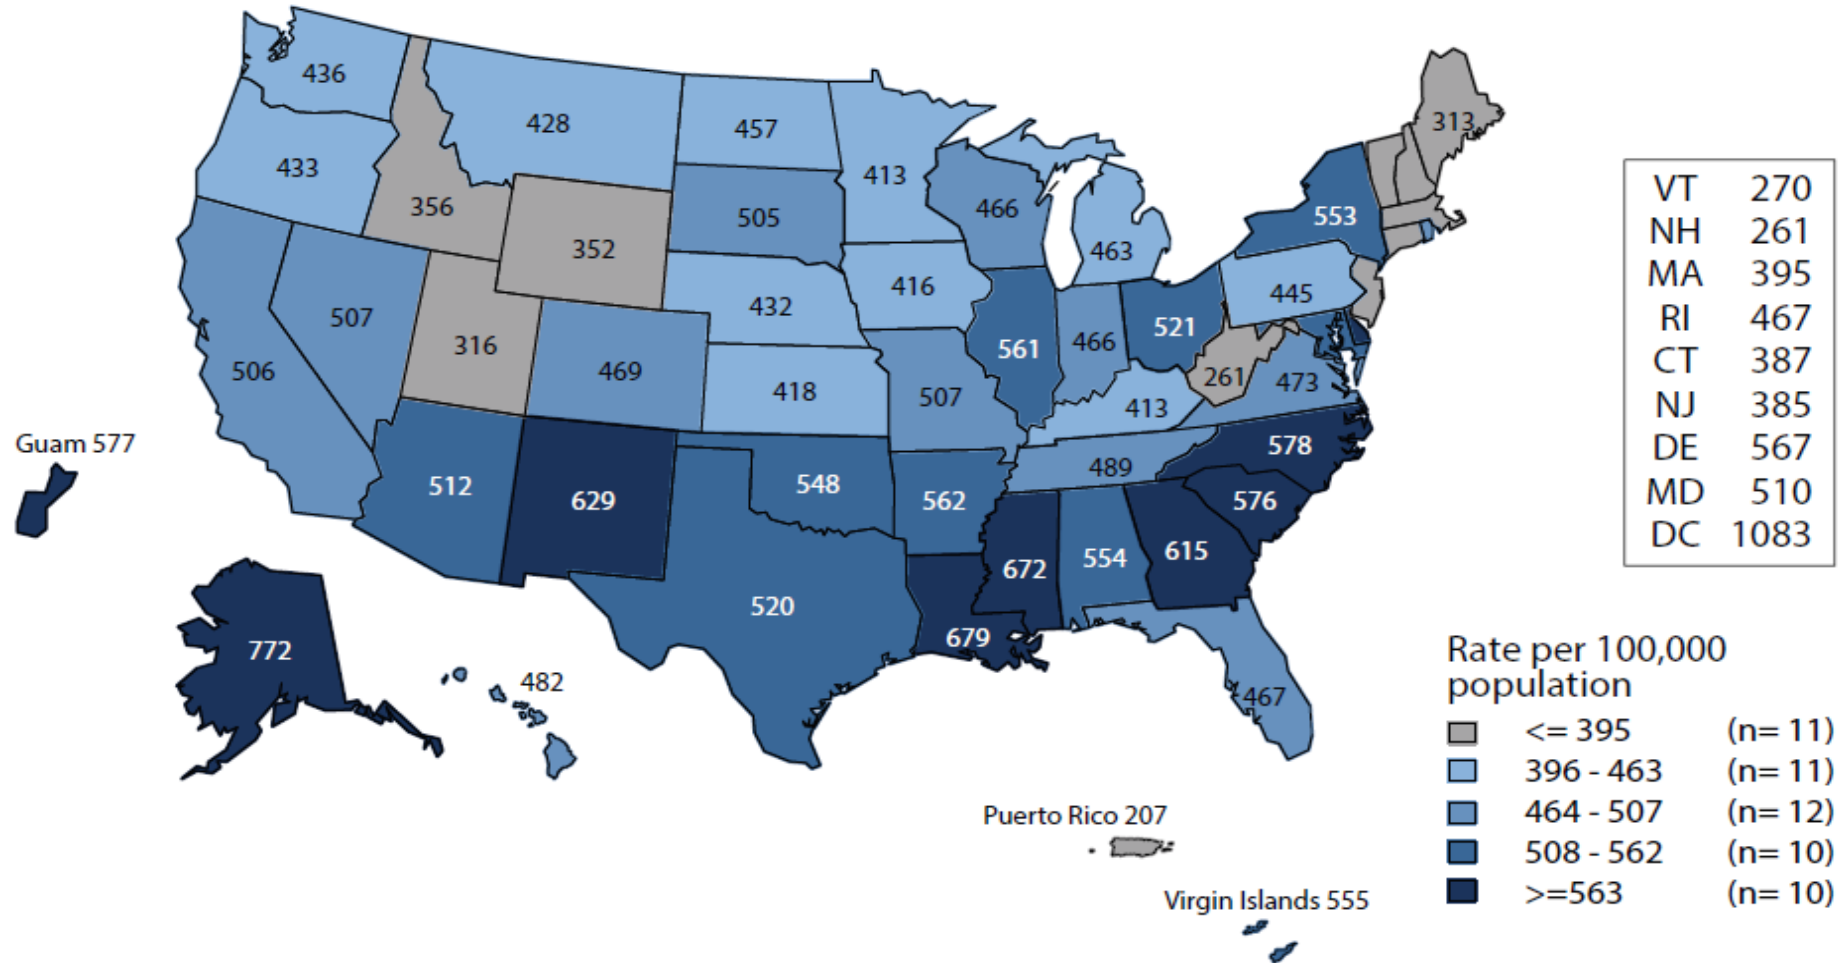 436
428
457
413
313
433
356
352
505
466
463
553
VT 270
NH 261
MA 395
RI 467
CT 387
NJ 385
DE 567
MD 510
DC 1083
507
316
469
432
416
445
506
418
507
561
466
521
261
473
413
Guam 577
512
629
548
562
489
578
576
520
679
672
554
615
772
482
467
Rate per 100,000
population
<= 395 (n= 11)
396 - 463 (n= 11)
464 - 507 (n= 12)
508 - 562 (n= 10)
>=563 (n= 10)
Puerto Rico 207
Virgin Islands 555